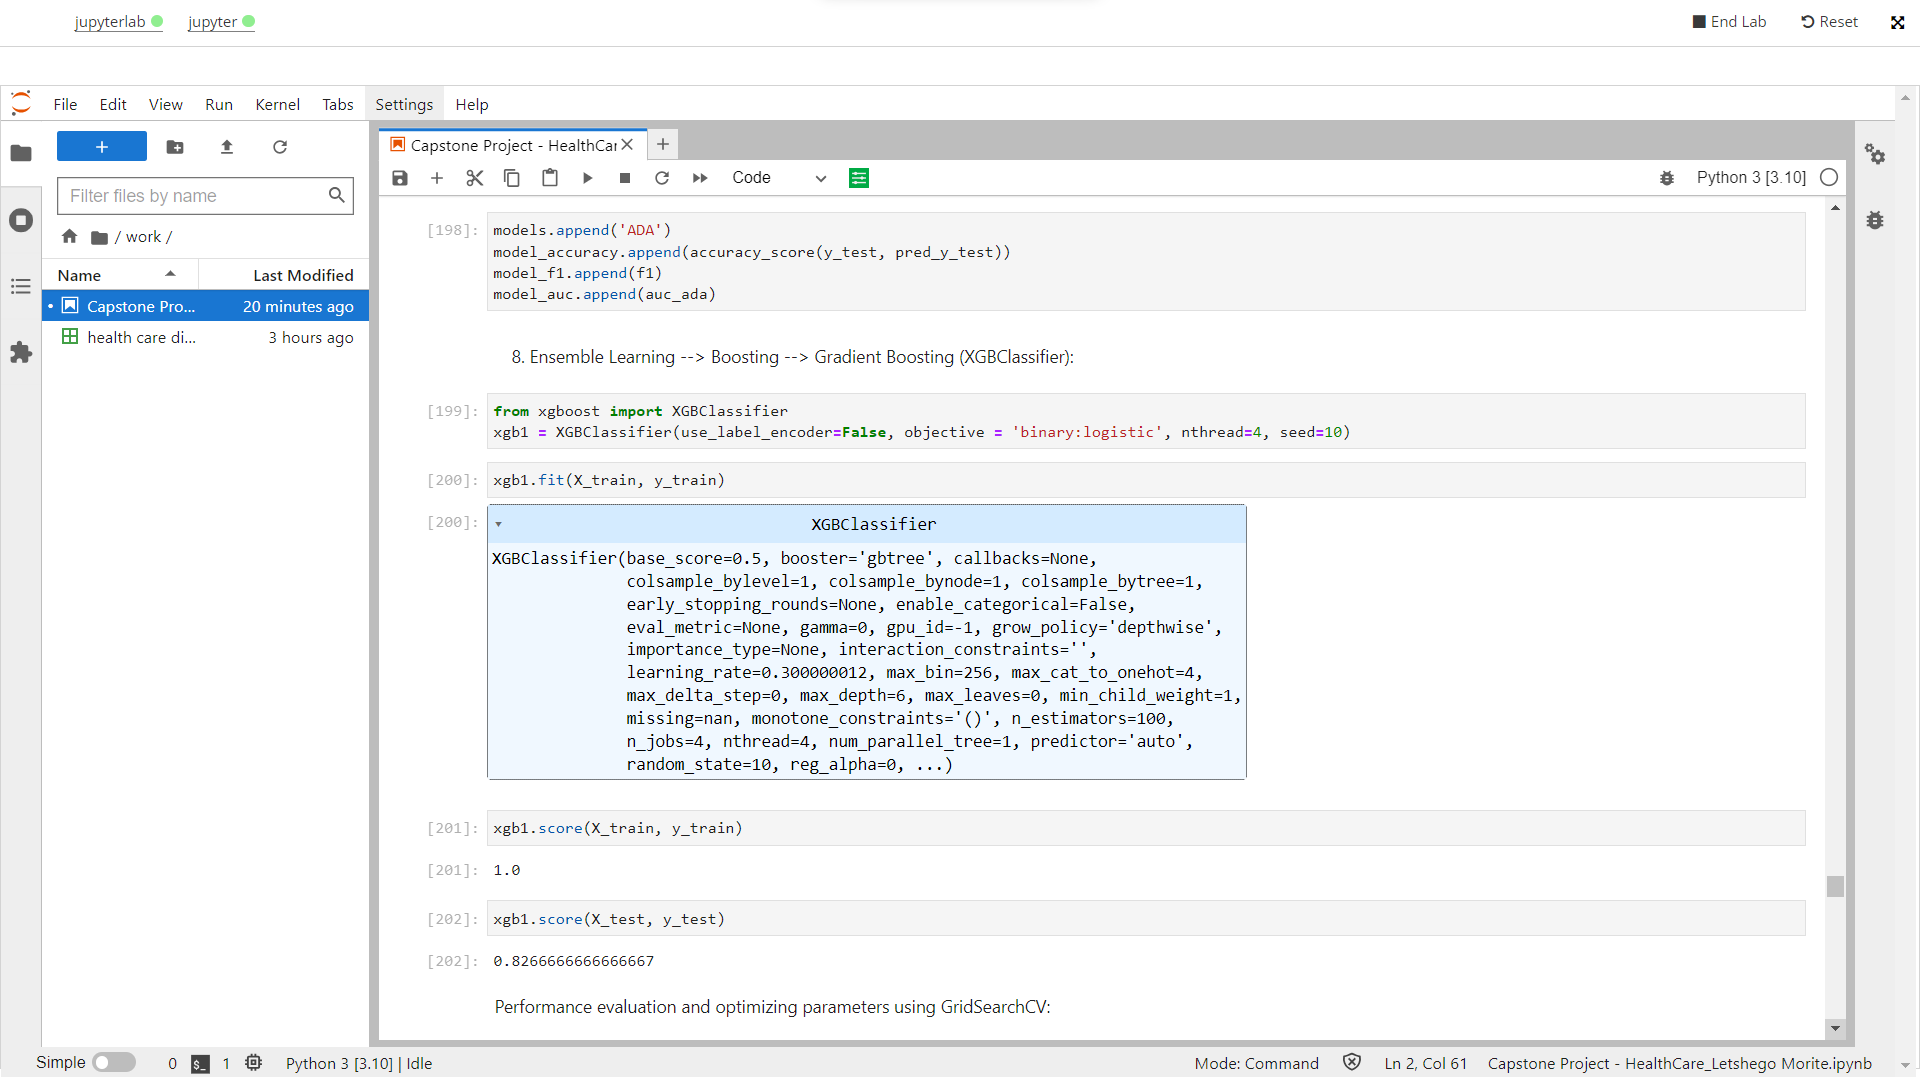 jupyterlab jupyter End Lab Reset
File Edit View Run Kernel Tabs Settings Help
Capstone Project - HealthCar
Filter files by name
Code
Python 3 [3.10]
/ work /
Name Last Modified
Capstone Pro... 20 minutes ago
health care di... 3 hours ago
[198]: models.append('ADA')
model_accuracy.append(accuracy_score(y_test, pred_y_test))
model_f1.append(f1)
model_auc.append(auc_ada)
8. Ensemble Learning --> Boosting --> Gradient Boosting (XGBClassifier):
[199]: from xgboost import XGBClassifier
xgb1 = XGBClassifier(use_label_encoder=False, objective = 'binary:logistic', nthread=4, seed=10)
[200]: xgb1.fit(X_train, y_train)
[200]: XGBClassifier
XGBClassifier(base_score=0.5, booster='gbtree', callbacks=None,
colsample_bylevel=1, colsample_bynode=1, colsample_bytree=1,
early_stopping_rounds=None, enable_categorical=False,
eval_metric=None, gamma=0, gpu_id=-1, grow_policy='depthwise',
importance_type=None, interaction_constraints='',
learning_rate=0.300000012, max_bin=256, max_cat_to_onehot=4,
max_delta_step=0, max_depth=6, max_leaves=0, min_child_weight=1,
missing=nan, monotone_constraints='()', n_estimators=100,
n_jobs=4, nthread=4, num_parallel_tree=1, predictor='auto',
random_state=10, reg_alpha=0, ...)
[201]: xgb1.score(X_train, y_train)
[201]: 1.0
[202]: xgb1.score(X_test, y_test)
[202]: 0.8266666666666667
Performance evaluation and optimizing parameters using GridSearchCV:
Simple 0 $_ 1 Python 3 [3.10] | Idle Mode: Command Ln 2, Col 61 Capstone Project - HealthCare_Letshego Morite.ipynb